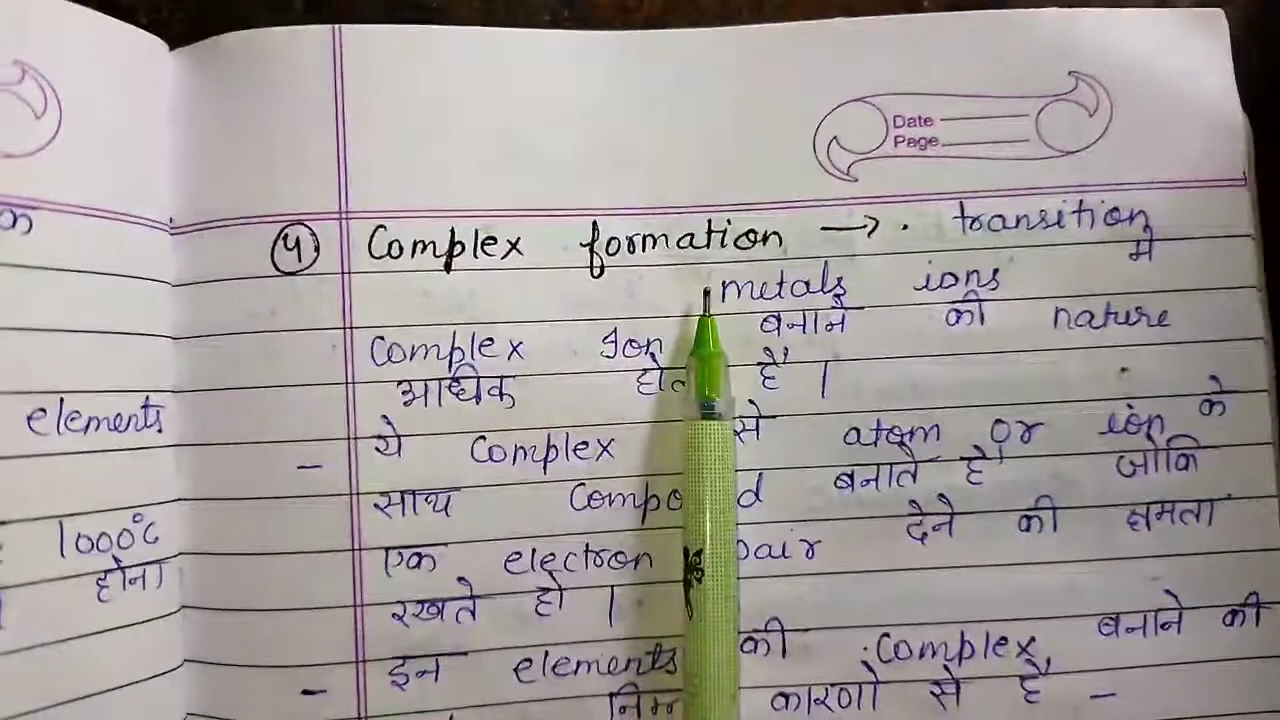 Date
Page
क
elements
1000°C
होना
④ Complex formation → . transition
metals ions में
Complex Ion बनाने की nature
अधिक है ।
- ये Complex से atom or ion के
साथ बनाते है जोकि
एक electron pair देने की क्षमता
रखते हो ।
- इन elements की Complex बनाने की
निम्न कारणो से है -